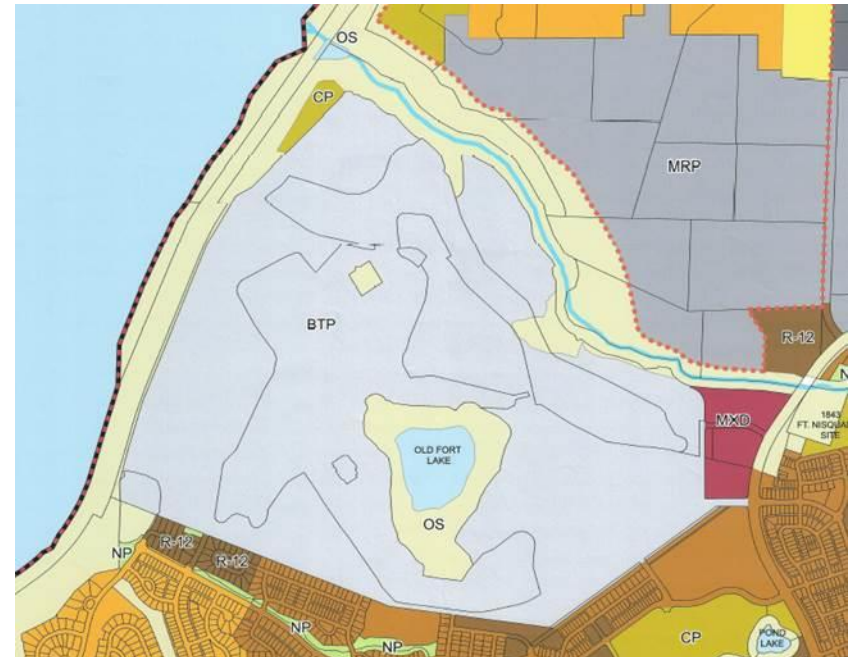 OS
CP
MRP
BTP
R-12
N
MXD
1843
FT. NISQUA
SITE
OLD FORT
LAKE
OS
NP
R-12
R-12
NP
NP
CP
POND
LAKE